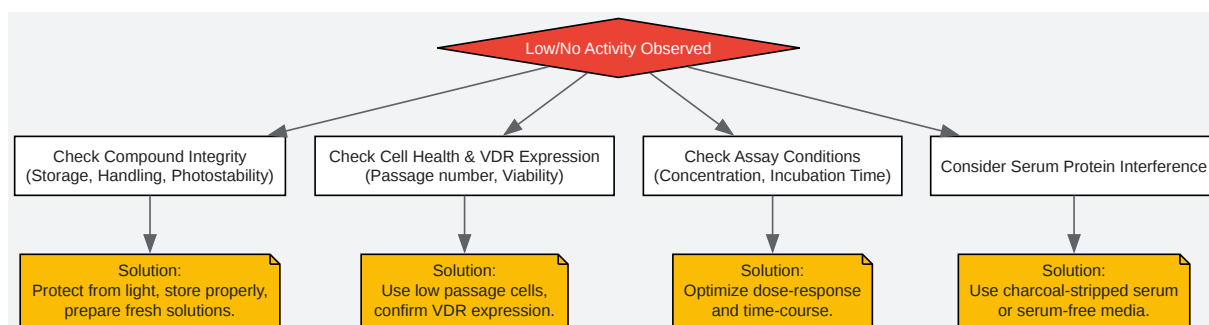 Low/No Activity Observed
Check Compound Integrity
(Storage, Handling, Photostability)
Check Cell Health & VDR Expression
(Passage number, Viability)
Check Assay Conditions
(Concentration, Incubation Time)
Consider Serum Protein Interference
Solution:
Protect from light, store properly,
prepare fresh solutions.
Solution:
Use low passage cells,
confirm VDR expression.
Solution:
Optimize dose-response
and time-course.
Solution:
Use charcoal-stripped serum
or serum-free media.